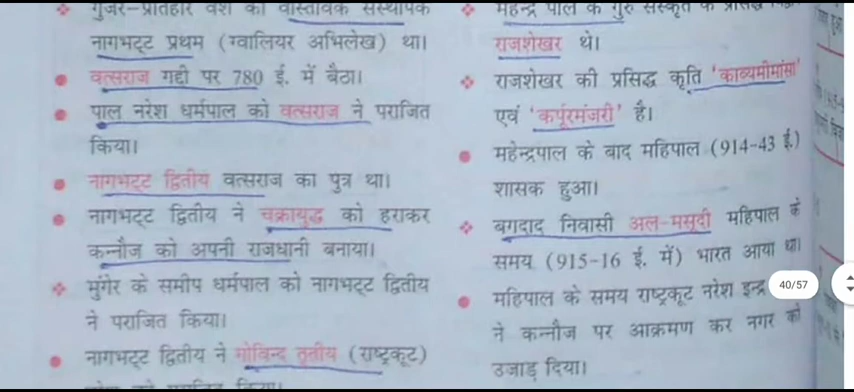 गुर्जर-प्रतिहार वंश का वास्तविक संस्थापक
नागभट्ट प्रथम (ग्वालियर अभिलेख) था।
वत्सराज गद्दी पर 780 ई. में बैठा।
पाल नरेश धर्मपाल को वत्सराज ने पराजित
किया।
नागभट्ट द्वितीय वत्सराज का पुत्र था।
नागभट्ट द्वितीय ने चक्रायुद्ध को हराकर
कन्नौज को अपनी राजधानी बनाया।
मुंगेर के समीप धर्मपाल को नागभट्ट द्वितीय
ने पराजित किया।
नागभट्ट द्वितीय ने गोविन्द तृतीय (राष्ट्रकूट)
महेन्द्र पाल के गुरु संस्कृत के
राजशेखर थे।
राजशेखर की प्रसिद्ध कृति 'काव्यमीमांसा'
एवं 'कर्पूरमंजरी' है।
महेन्द्रपाल के बाद महिपाल (914-43 ई.)
शासक हुआ।
बगदाद निवासी अल-मसूदी महिपाल के
समय (915-16 ई. में) भारत आया था।
महिपाल के समय राष्ट्रकूट नरेश इन्द्र
ने कन्नौज पर आक्रमण कर नगर को
उजाड़ दिया।
40/57